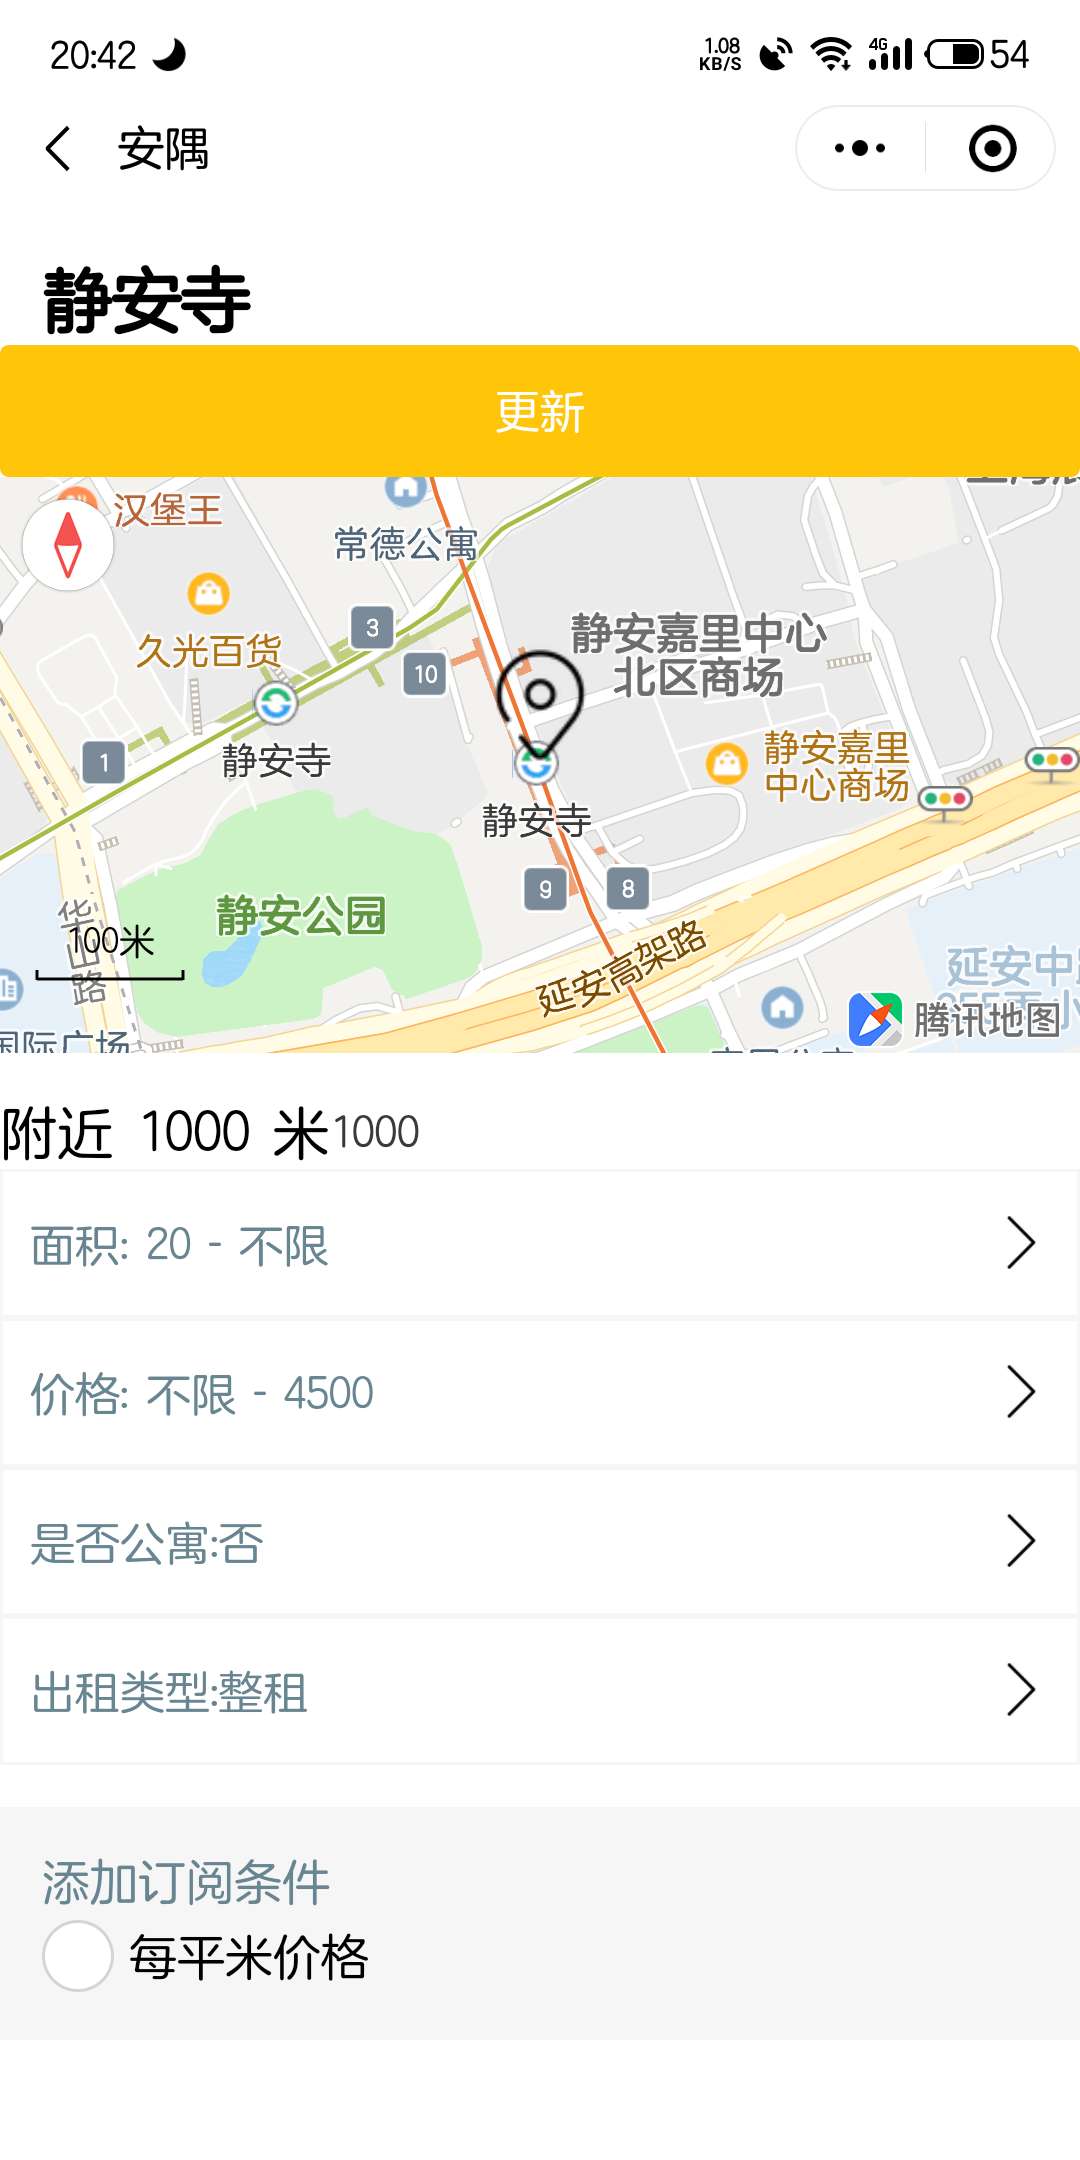 20:42
1.08
KB/S
4G
54
安隅
静安寺
更新
汉堡王
常德公寓
久光百货
3
10
静安嘉里中心
北区商场
1
静安寺
静安嘉里
中心商场
静安寺
9
8
静安公园
华山路
100米
延安高架路
延安中
国际广场
腾讯地图
附近 1000 米1000
面积: 20 - 不限
价格: 不限 - 4500
是否公寓:否
出租类型:整租
添加订阅条件
每平米价格